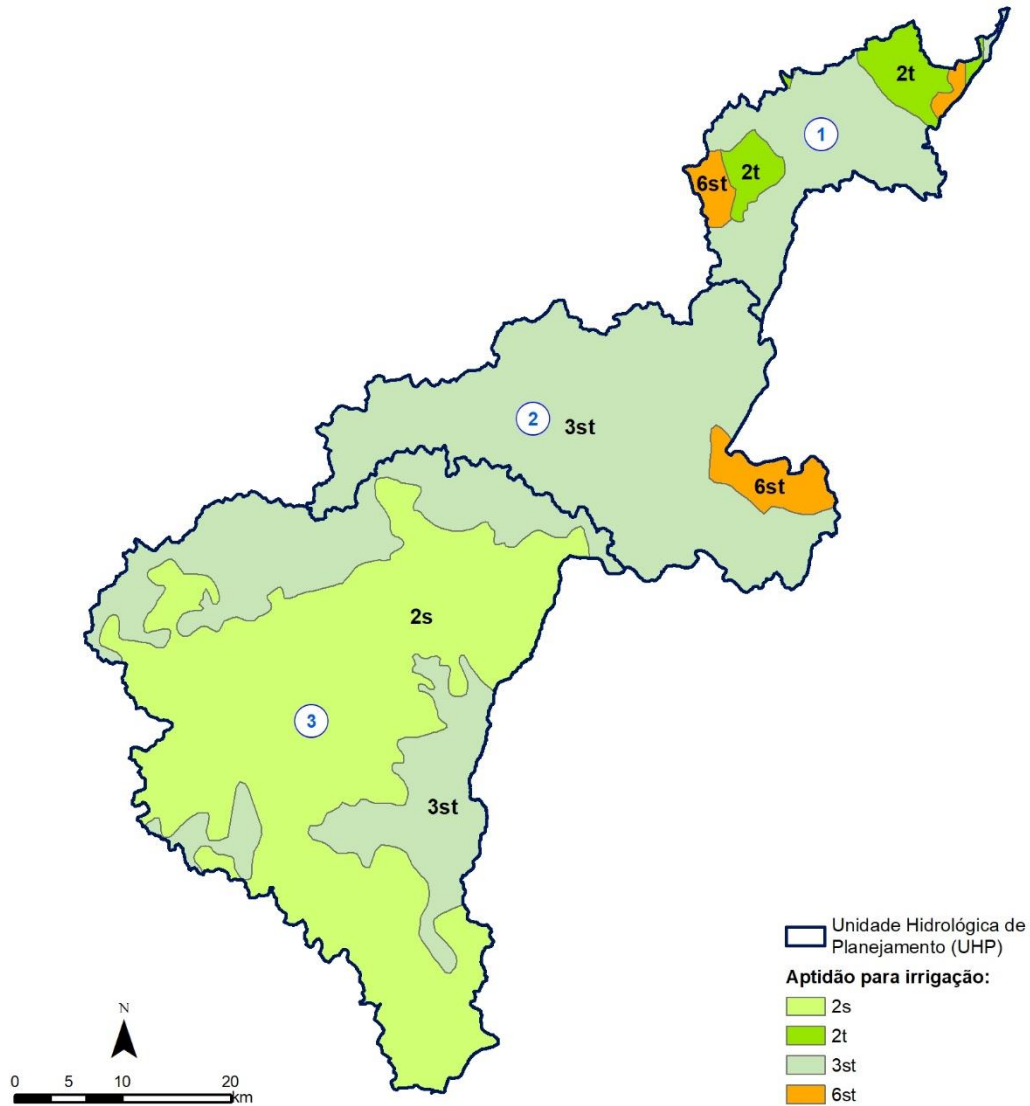 2t
1
6st
2t
2
3st
6st
2s
3
3st
Unidade Hidrológica de
Planejamento (UHP)
Aptidão para irrigação:
2s
2t
3st
6st
N
0 5 10 20
km